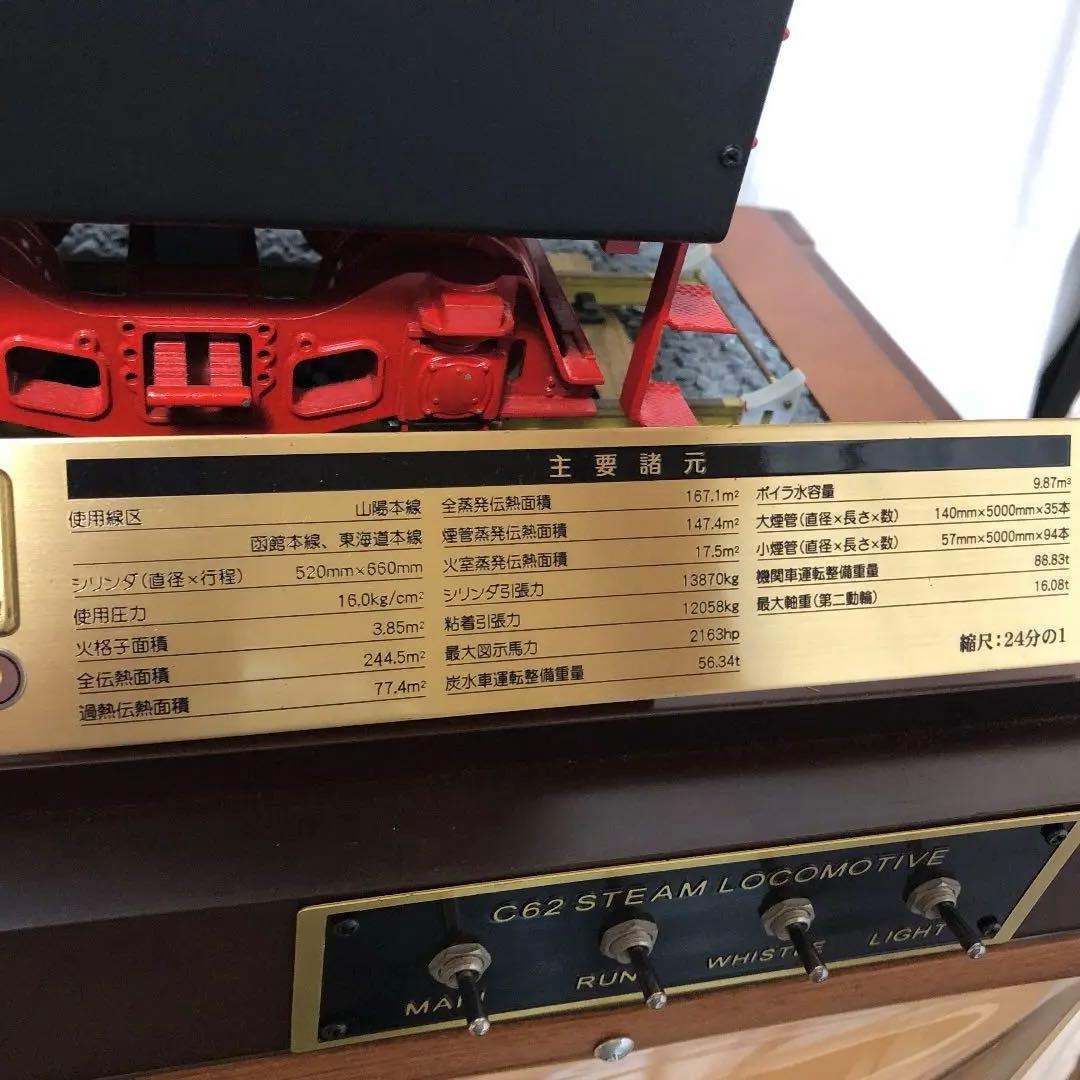 主要諸元
使用線区 山陽本線
函館本線、東海道本線
シリンダ(直径×行程) 520mm×660mm
使用圧力 16.0kg/cm²
火格子面積 3.85m²
全伝熱面積 244.5m²
過熱伝熱面積 77.4m²
全蒸発伝熱面積 167.1m²
煙管蒸発伝熱面積 147.4m²
火室蒸発伝熱面積 17.5m²
シリンダ引張力 13870kg
粘着引張力 12058kg
最大図示馬力 2163hp
炭水車運転整備重量 56.34t
ボイラ水容量 9.87m³
大煙管(直径×長さ×数) 140mm×5000mm×35本
小煙管(直径×長さ×数) 57mm×5000mm×94本
機関車運転整備重量 88.83t
最大軸重(第二動輪) 16.08t
縮尺:24分の1
C62 STEAM LOCOMOTIVE
MAIN
RUN
WHISTLE
LIGHT